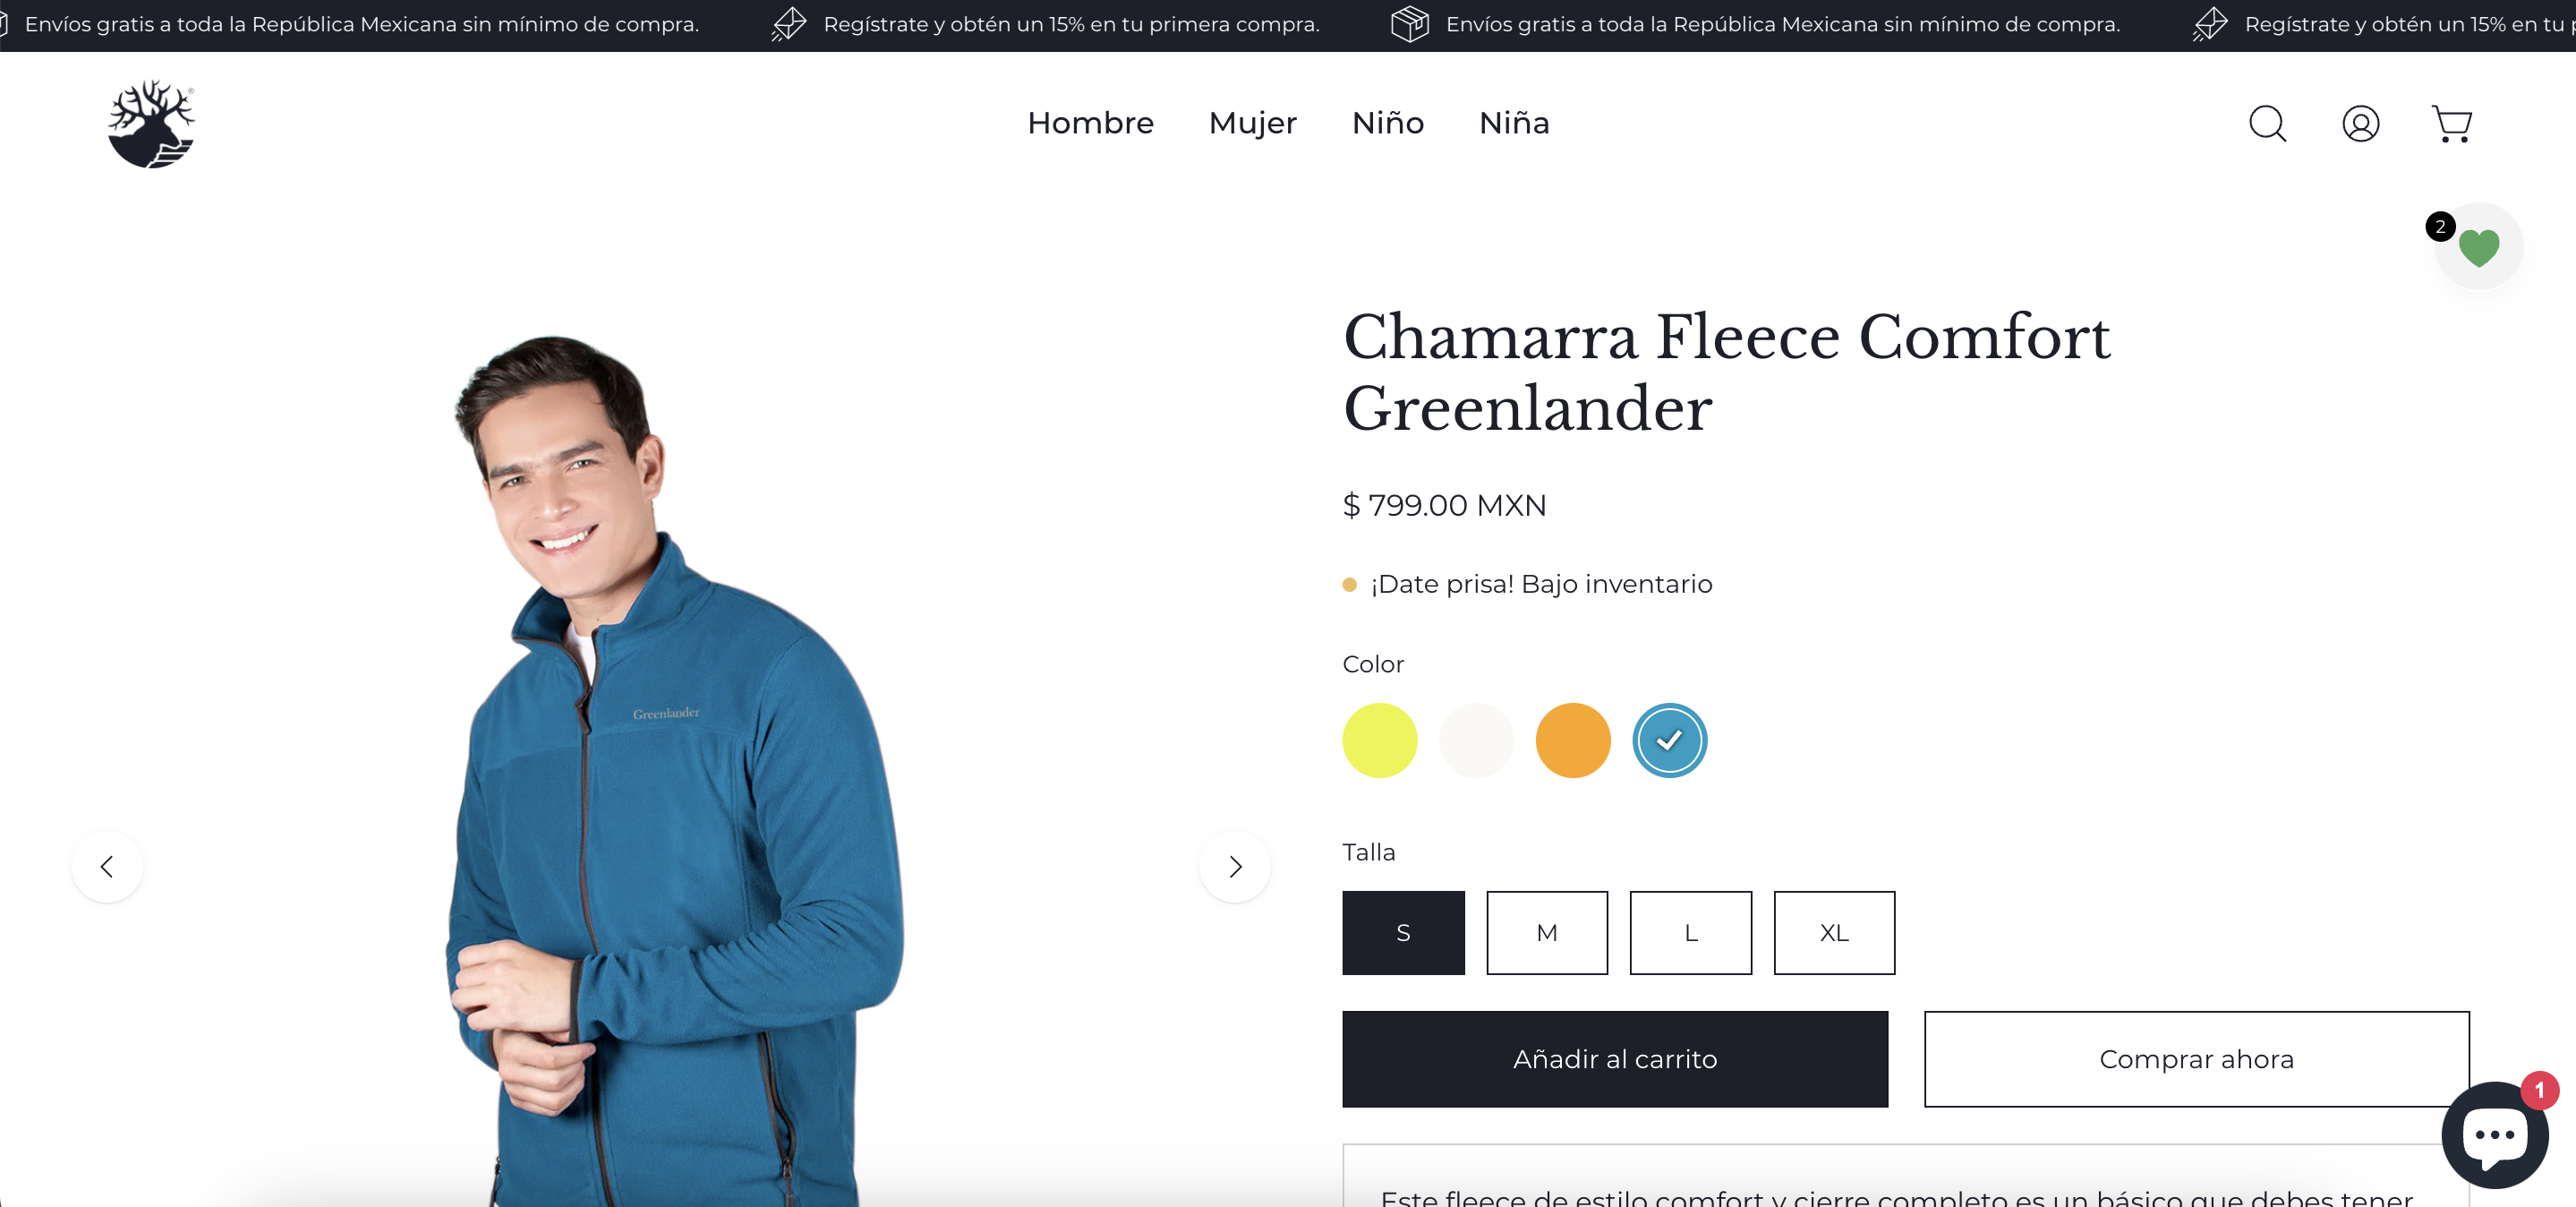 Envíos gratis a toda la República Mexicana sin mínimo de compra. Regístrate y obtén un 15% en tu primera compra. Envíos gratis a toda la República Mexicana sin mínimo de compra. Regístrate y obtén un 15% en tu
®
Hombre Mujer Niño Niña
2
Chamarra Fleece Comfort
Greenlander
$ 799.00 MXN
¡Date prisa! Bajo inventario
Color
Greenlander
Talla
S M L XL
Añadir al carrito Comprar ahora
1
Este fleece de estilo comfort y cierre completo es un básico que debes tener